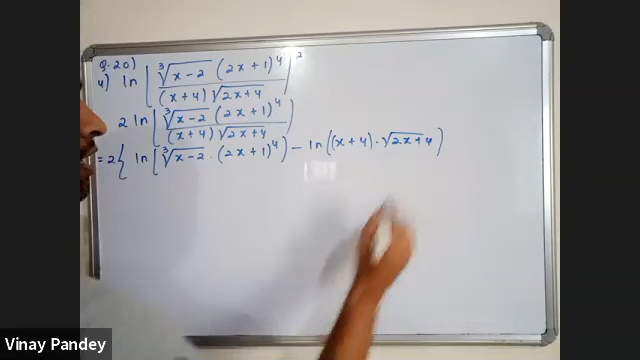 Q.20)
4) ln [ ∛(x-2) (2x+1)^4 / (x+4) √(2x+4) ]^2
2 ln [ ∛(x-2) (2x+1)^4 / (x+4) √(2x+4) ]
= 2 { ln [ ∛(x-2) · (2x+1)^4 ) - ln ( (x+4) · √(2x+4) )
Vinay Pandey